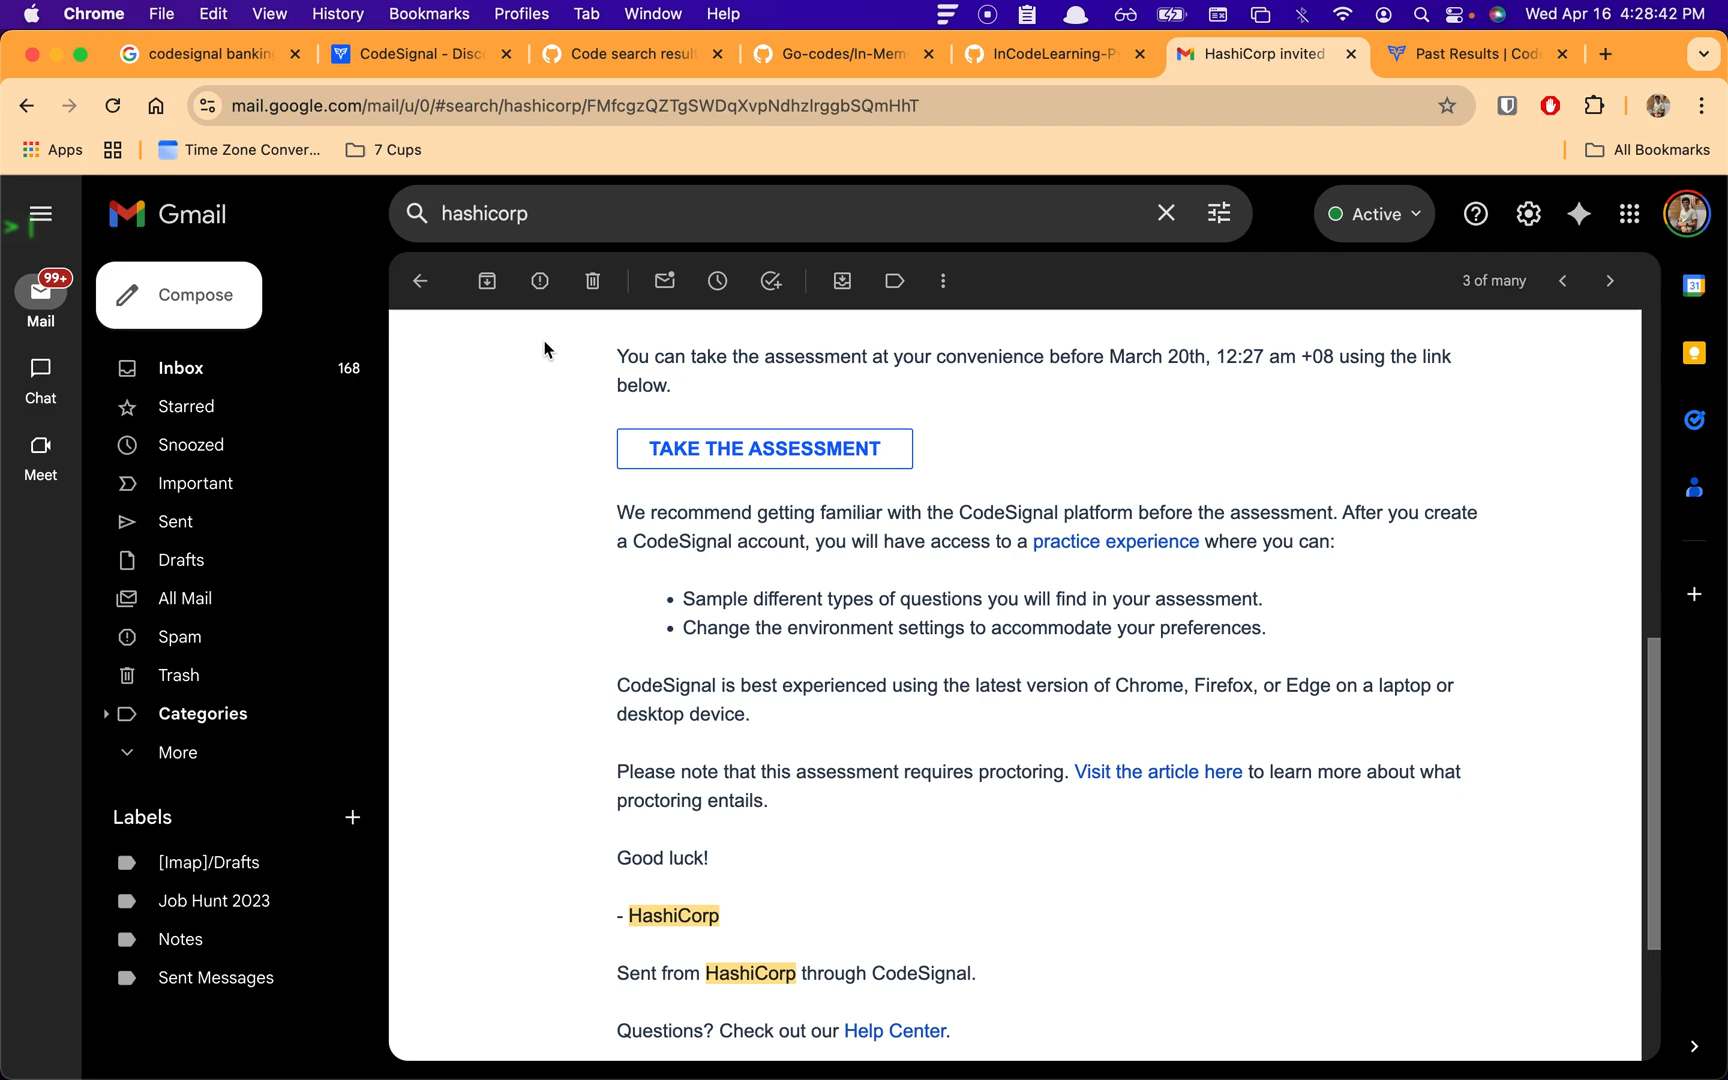 Chrome File Edit View History Bookmarks Profiles Tab Window Help Wed Apr 16 4:28:42 PM
codesignal bankin CodeSignal - Disc Code search resul Go-codes/In-Mem InCodeLearning-P HashiCorp invited Past Results | Cod
mail.google.com/mail/u/0/#search/hashicorp/FMfcgzQZTgSWDqXvpNdhzlrggbSQmHhT
Apps Time Zone Conver... 7 Cups All Bookmarks
Gmail hashicorp Active
99+
Mail
Chat
Meet
Compose
Inbox 168
Starred
Snoozed
Important
Sent
Drafts
All Mail
Spam
Trash
Categories
More
Labels
[Imap]/Drafts
Job Hunt 2023
Notes
Sent Messages
3 of many
31
You can take the assessment at your convenience before March 20th, 12:27 am +08 using the link
below.
TAKE THE ASSESSMENT
We recommend getting familiar with the CodeSignal platform before the assessment. After you create
a CodeSignal account, you will have access to a practice experience where you can:
• Sample different types of questions you will find in your assessment.
• Change the environment settings to accommodate your preferences.
CodeSignal is best experienced using the latest version of Chrome, Firefox, or Edge on a laptop or
desktop device.
Please note that this assessment requires proctoring. Visit the article here to learn more about what
proctoring entails.
Good luck!
- HashiCorp
Sent from HashiCorp through CodeSignal.
Questions? Check out our Help Center.